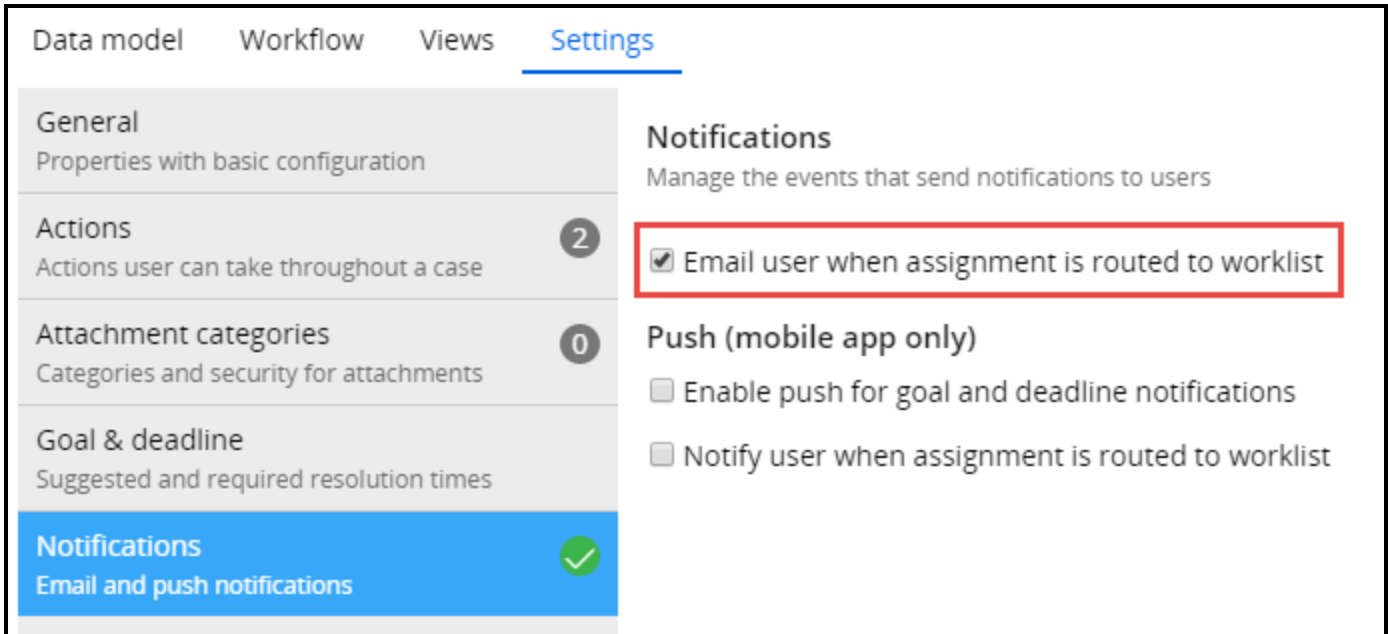 Data model Workflow Views Settings
General
Properties with basic configuration
Actions 2
Actions user can take throughout a case
Attachment categories 0
Categories and security for attachments
Goal & deadline
Suggested and required resolution times
Notifications
Email and push notifications
Notifications
Manage the events that send notifications to users
Email user when assignment is routed to worklist
Push (mobile app only)
Enable push for goal and deadline notifications
Notify user when assignment is routed to worklist